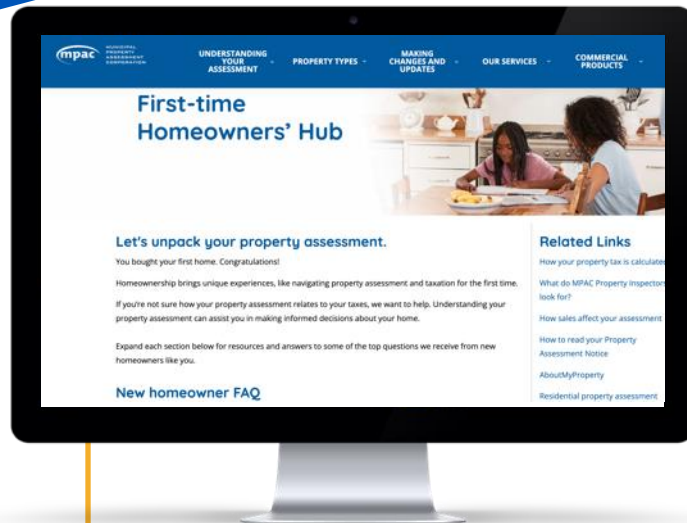 mpac
MUNICIPAL
PROPERTY
ASSESSMENT
CORPORATION
UNDERSTANDING
YOUR
ASSESSMENT
PROPERTY TYPES
MAKING
CHANGES AND
UPDATES
OUR SERVICES
COMMERCIAL
PRODUCTS
First-time
Homeowners' Hub
Let's unpack your property assessment.
You bought your first home. Congratulations!
Homeownership brings unique experiences, like navigating property assessment and taxation for the first time.
If you're not sure how your property assessment relates to your taxes, we want to help. Understanding your
property assessment can assist you in making informed decisions about your home.
Expand each section below for resources and answers to some of the top questions we receive from new
homeowners like you.
New homeowner FAQ
Related Links
How your property tax is calculated
What do MPAC Property Inspectors
look for?
How sales affect your assessment
How to read your Property
Assessment Notice
AboutMyProperty
Residential property assessment